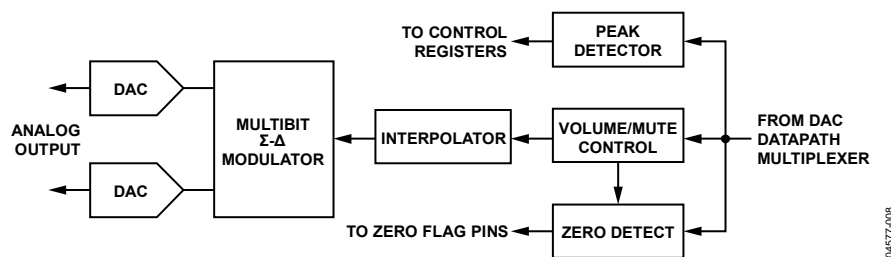 TO CONTROL
REGISTERS
PEAK
DETECTOR
DAC
ANALOG
OUTPUT
MULTIBIT
Σ-Δ
MODULATOR
INTERPOLATOR
VOLUME/MUTE
CONTROL
FROM DAC
DATAPATH
MULTIPLEXER
DAC
TO ZERO FLAG PINS
ZERO DETECT
04577-008